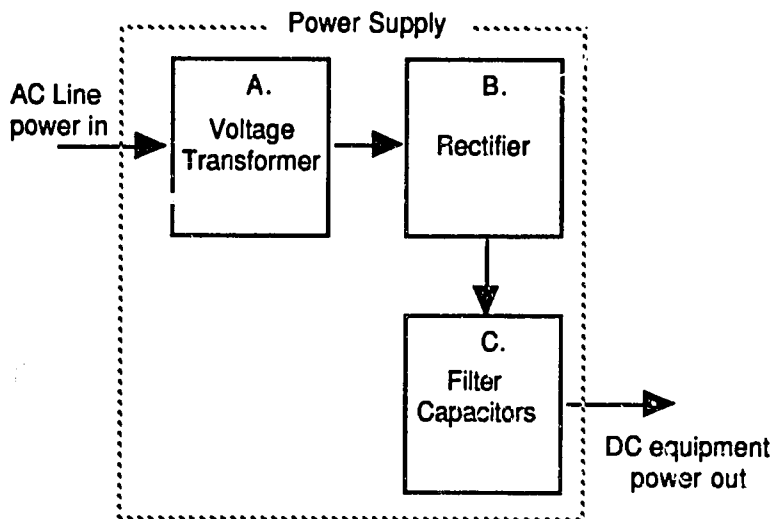 Power Supply
AC Line
power in
A.
Voltage
Transformer
B.
Rectifier
C.
Filter
Capacitors
DC equipment
power out